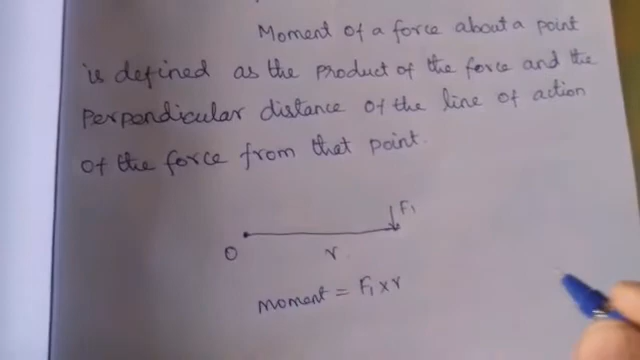 Moment of a force about a point
is defined as the product of the force and the
perpendicular distance of the line of action
of the force from that point.
F₁
O
r
moment = F₁ x r